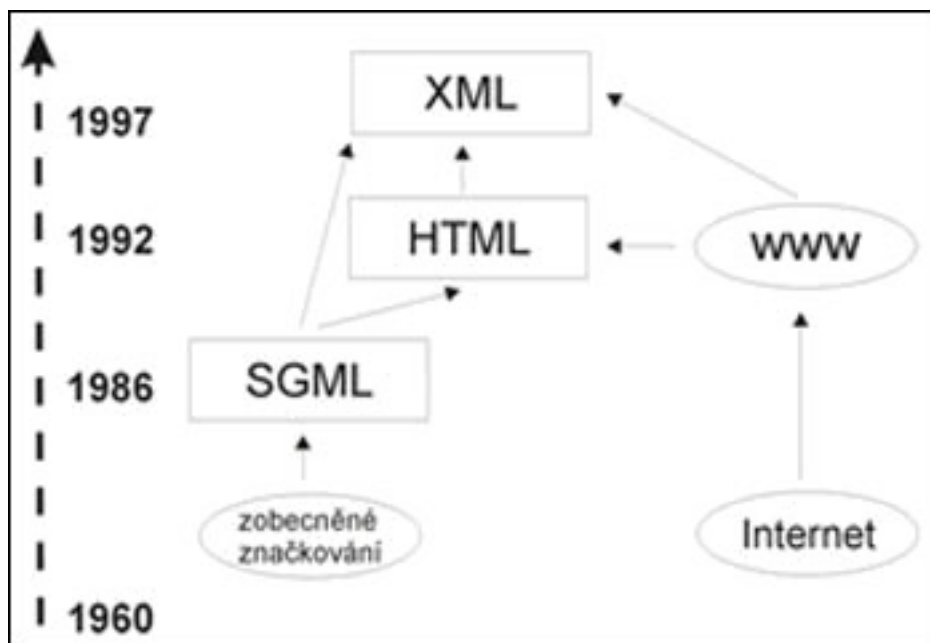 XML
1997
1992
HTML
WWW
1986
SGML
zobecněné
značkování
Internet
1960